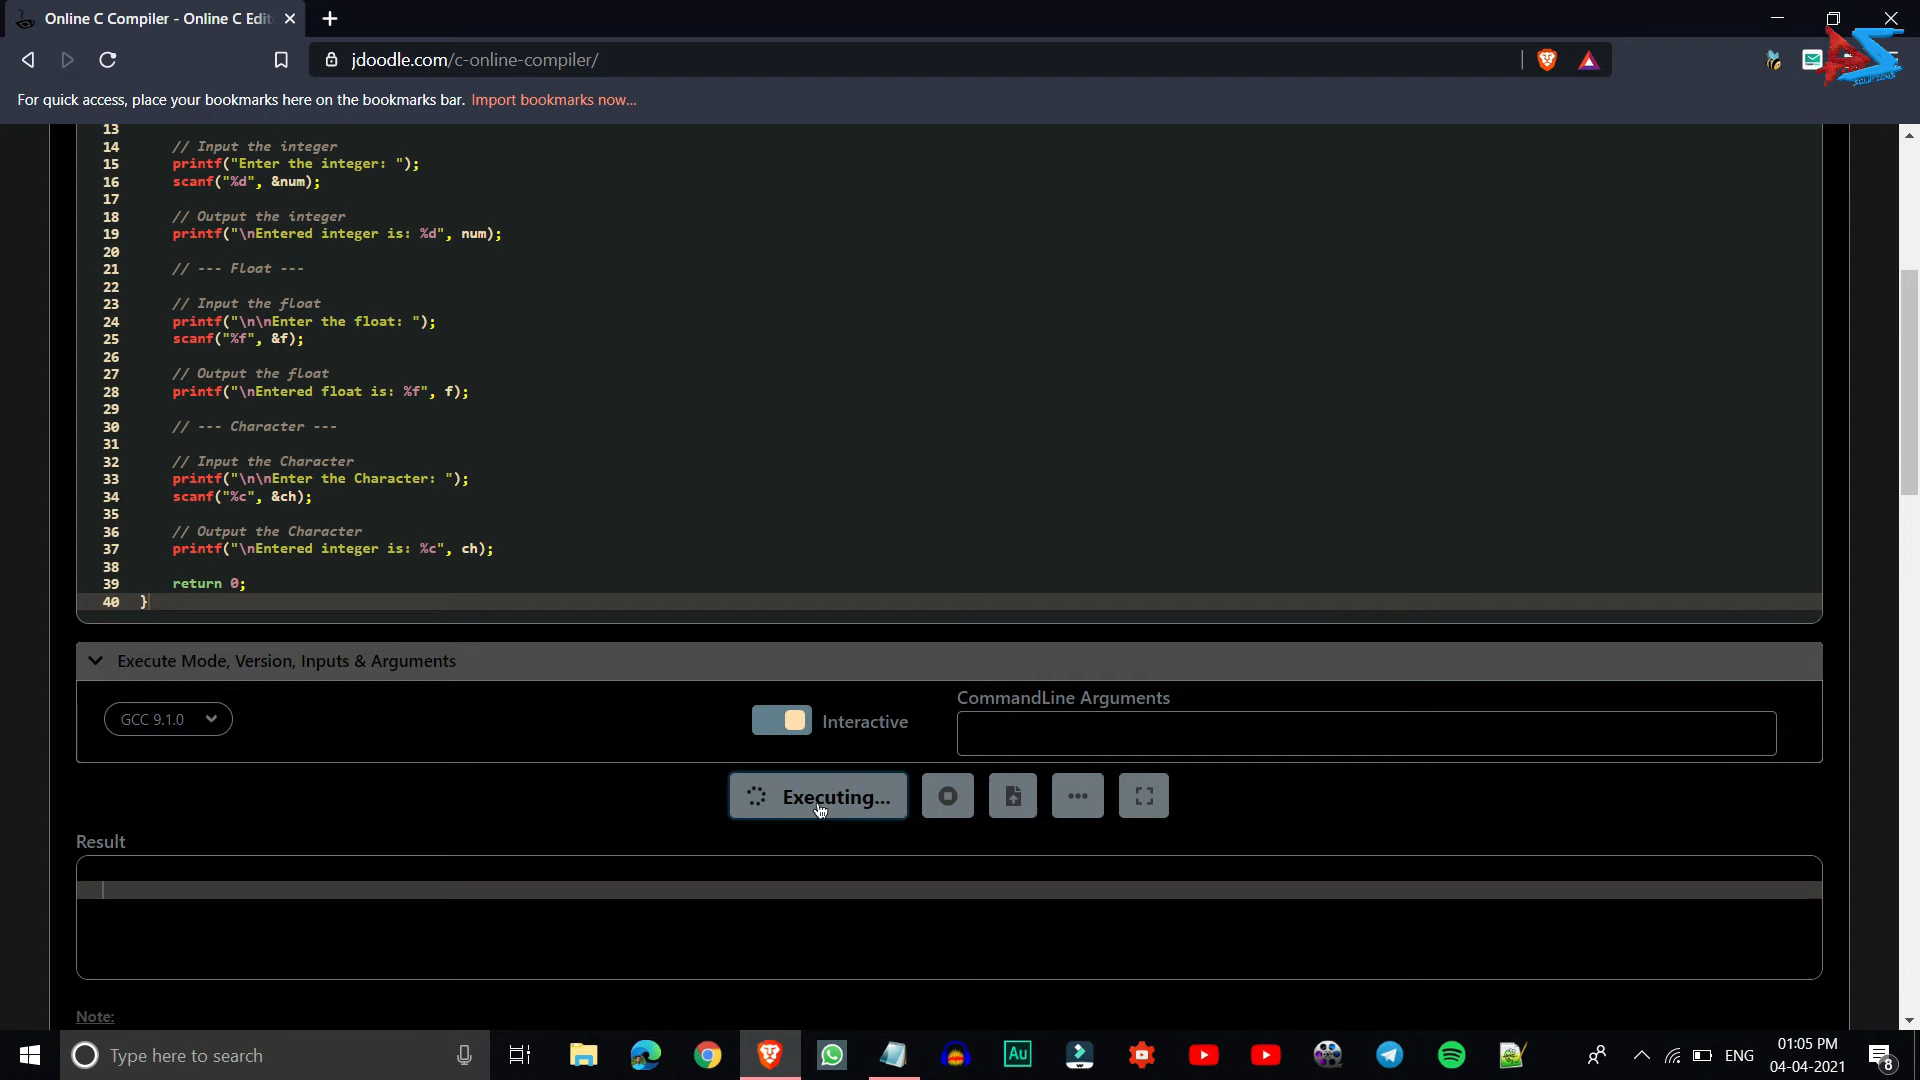 Online C Compiler - Online C Edit
jdoodle.com/c-online-compiler/
For quick access, place your bookmarks here on the bookmarks bar. Import bookmarks now...
13
14 // Input the integer
15 printf("Enter the integer: ");
16 scanf("%d", &num);
17
18 // Output the integer
19 printf("\nEntered integer is: %d", num);
20
21 // --- Float ---
22
23 // Input the float
24 printf("\n\nEnter the float: ");
25 scanf("%f", &f);
26
27 // Output the float
28 printf("\nEntered float is: %f", f);
29
30 // --- Character ---
31
32 // Input the Character
33 printf("\n\nEnter the Character: ");
34 scanf("%c", &ch);
35
36 // Output the Character
37 printf("\nEntered integer is: %c", ch);
38
39 return 0;
40 }
Execute Mode, Version, Inputs & Arguments
CommandLine Arguments
GCC 9.1.0
Interactive
Executing...
Result
Note:
Type here to search
Au
ENG
01:05 PM
04-04-2021
8